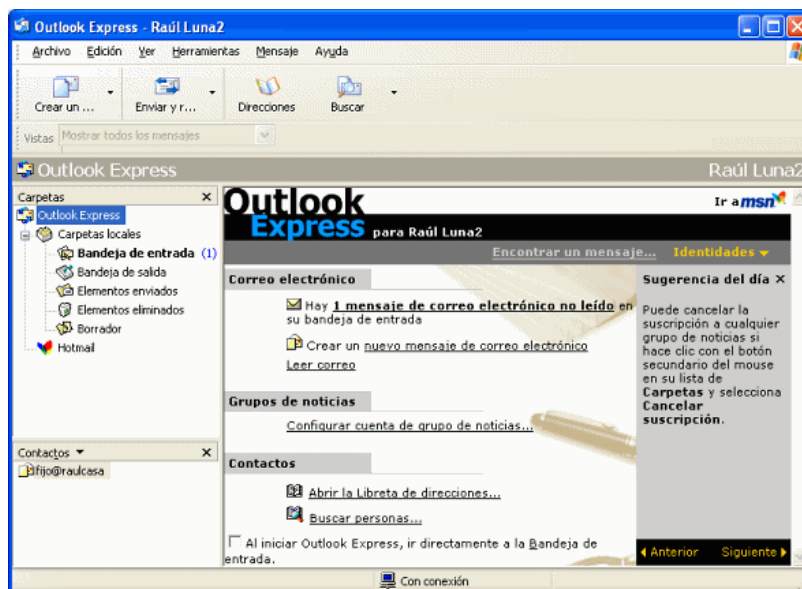 Outlook Express - Raúl Luna2
Archivo Edición Ver Herramientas Mensaje Ayuda
Crear un ... Enviar y r... Direcciones Buscar
Vistas Mostrar todos los mensajes
Outlook Express Raúl Luna2
Carpetas
Outlook Express
Carpetas locales
Bandeja de entrada (1)
Bandeja de salida
Elementos enviados
Elementos eliminados
Borrador
Hotmail
Contactos
fijo@raulcasa
Outlook
Express para Raúl Luna2
Ir a msn
Encontrar un mensaje... Identidades
Correo electrónico
Hay 1 mensaje de correo electrónico no leído en
su bandeja de entrada
Crear un nuevo mensaje de correo electrónico
Leer correo
Grupos de noticias
Configurar cuenta de grupo de noticias...
Contactos
Abrir la Libreta de direcciones...
Buscar personas...
Al iniciar Outlook Express, ir directamente a la Bandeja de
entrada.
Sugerencia del día
Puede cancelar la
suscripción a cualquier
grupo de noticias si
hace clic con el botón
secundario del mouse
en su lista de
Carpetas y selecciona
Cancelar
suscripción.
Anterior Siguiente
Con conexión